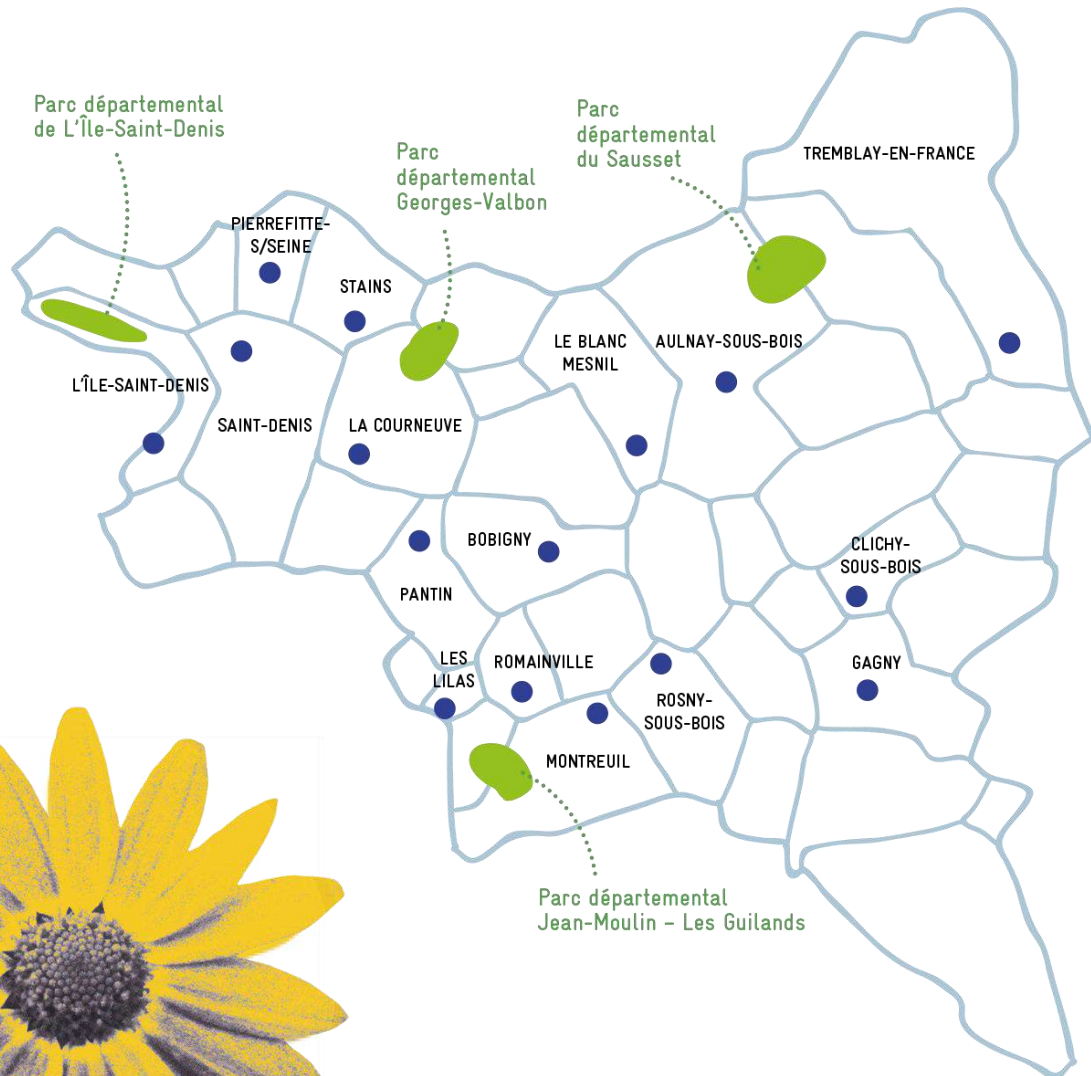 Parc départemental
de L'Île-Saint-Denis
Parc
départemental
Georges-Valbon
Parc
départemental
du Sausset
TREMBLAY-EN-FRANCE
PIERREFITTE-
S/SEINE
STAINS
LE BLANC
MESNIL
AULNAY-SOUS-BOIS
L'ÎLE-SAINT-DENIS
SAINT-DENIS
LA COURNEUVE
BOBIGNY
CLICHY-
SOUS-BOIS
PANTIN
LES
LILAS
ROMAINVILLE
GAGNY
ROSNY-
SOUS-BOIS
MONTREUIL
Parc départemental
Jean-Moulin – Les Guilands